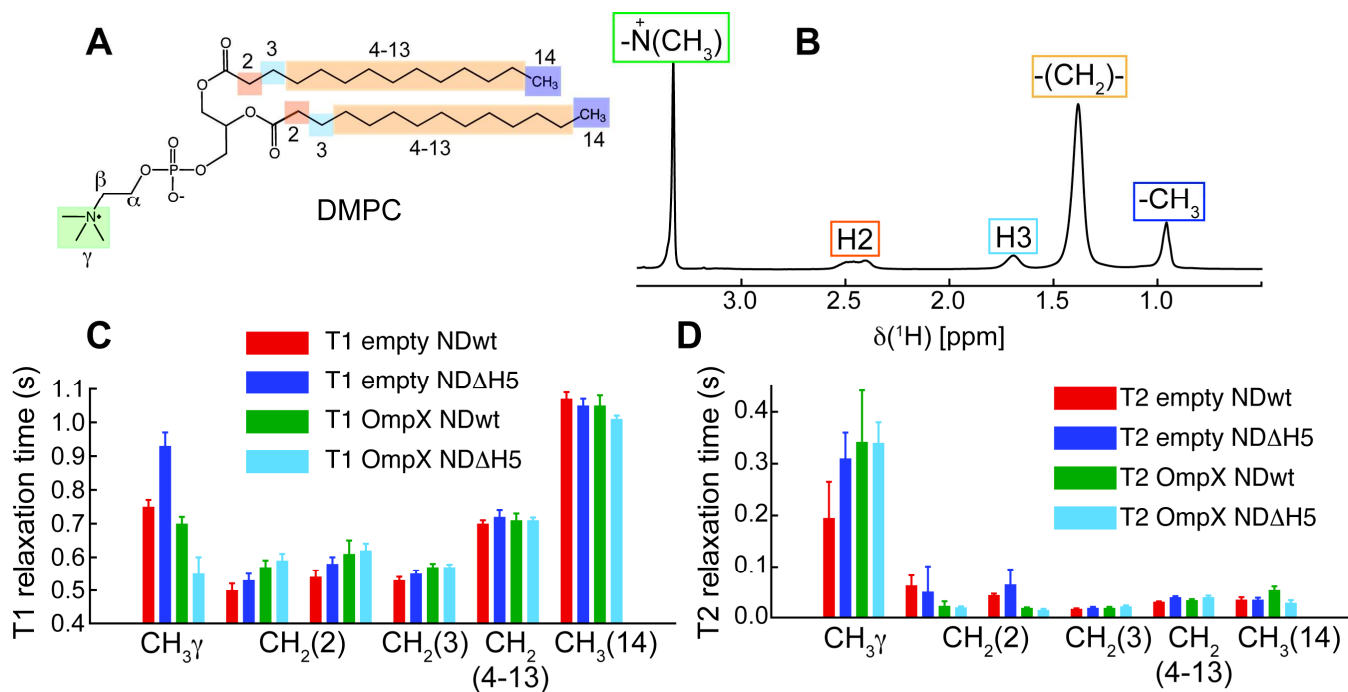 A
O
2
3
4-13
14
CH₃
O
O
2
3
4-13
14
CH₃
O
O
O
P
O
O-
β
α
N+
γ
DMPC
B
-N⁺(CH₃)
H2
H3
-(CH₂)-
-CH₃
3.0 2.5 2.0 1.5 1.0
δ(¹H) [ppm]
C
T1 empty NDwt
T1 empty NDΔH5
T1 OmpX NDwt
T1 OmpX NDΔH5
T1 relaxation time (s)
1.1
1.0
0.9
0.8
0.7
0.6
0.5
0.4
CH₃γ CH₂(2) CH₂(3) CH₂ CH₃(14)
(4-13)
D
T2 empty NDwt
T2 empty NDΔH5
T2 OmpX NDwt
T2 OmpX NDΔH5
T2 relaxation time (s)
0.4
0.3
0.2
0.1
0.0
CH₃γ CH₂(2) CH₂(3) CH₂ CH₃(14)
(4-13)